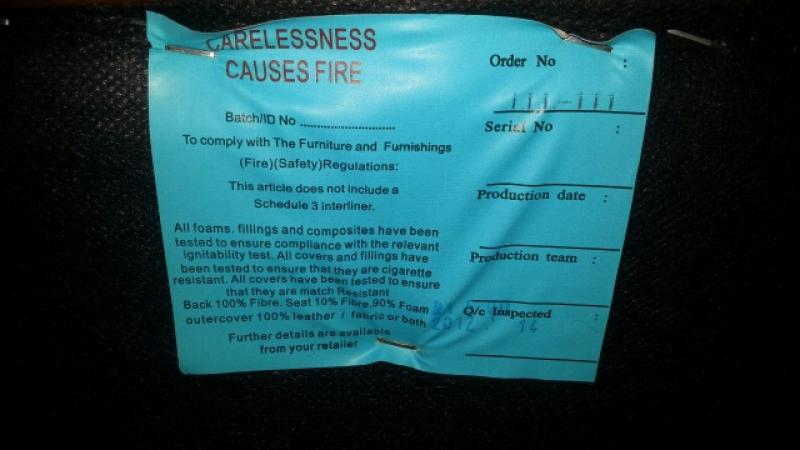 CARELESSNESS
CAUSES FIRE
Batch/ID No ............................
To comply with The Furniture and Furnishings
(Fire)(Safety)Regulations:
This article does not include a
Schedule 3 interliner.
All foams. fillings and composites have been
tested to ensure compliance with the relevant
ignitability test. All covers and fillings have
been tested to ensure that they are cigarette
resistant. All covers have been tested to ensure
that they are match Resistant
Back 100% Fibre. Seat 10% Fibre,90% Foam
outercover 100% leather / fabric or both
Further details are available
from your retailer
Order No :
111-111
Serial No :
Production date :
Production team :
Q/c Inspected :
2012. 14